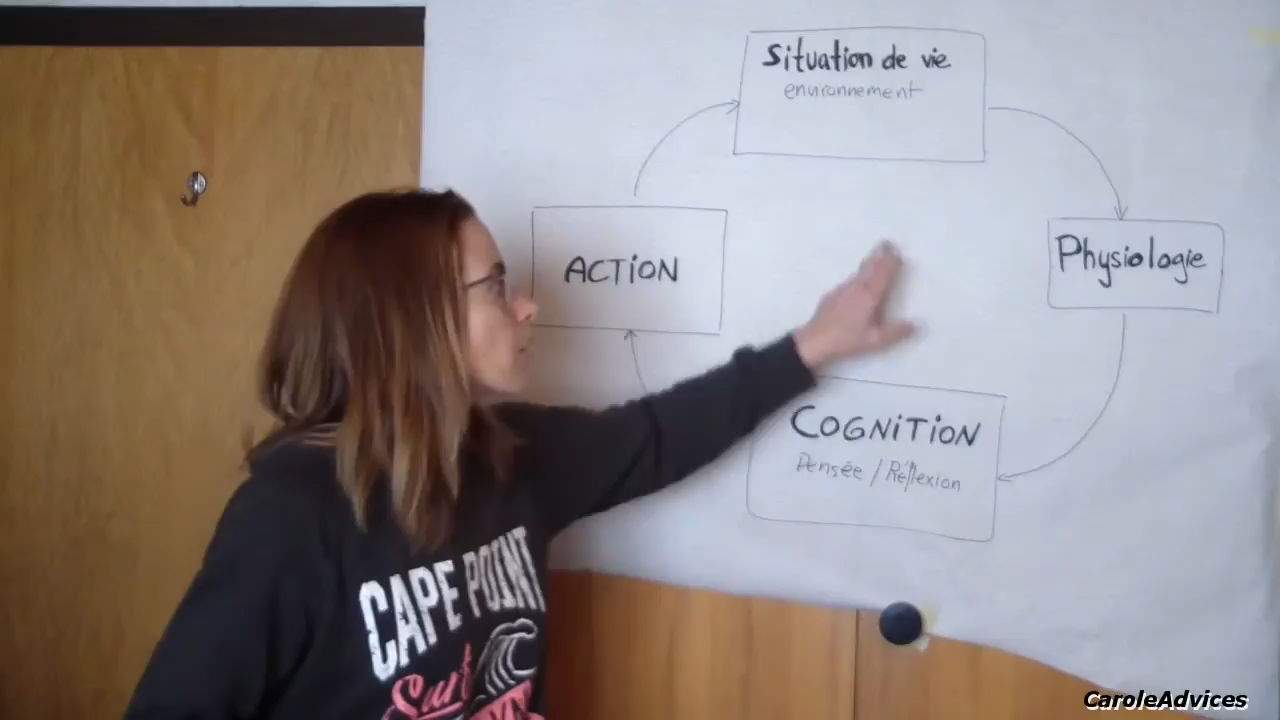 Situation de vie
environnement
ACTiON
Physiologie
COGNiTiON
Pensée / Réflexion
CAPE POINT
Surf
CaroleAdvices